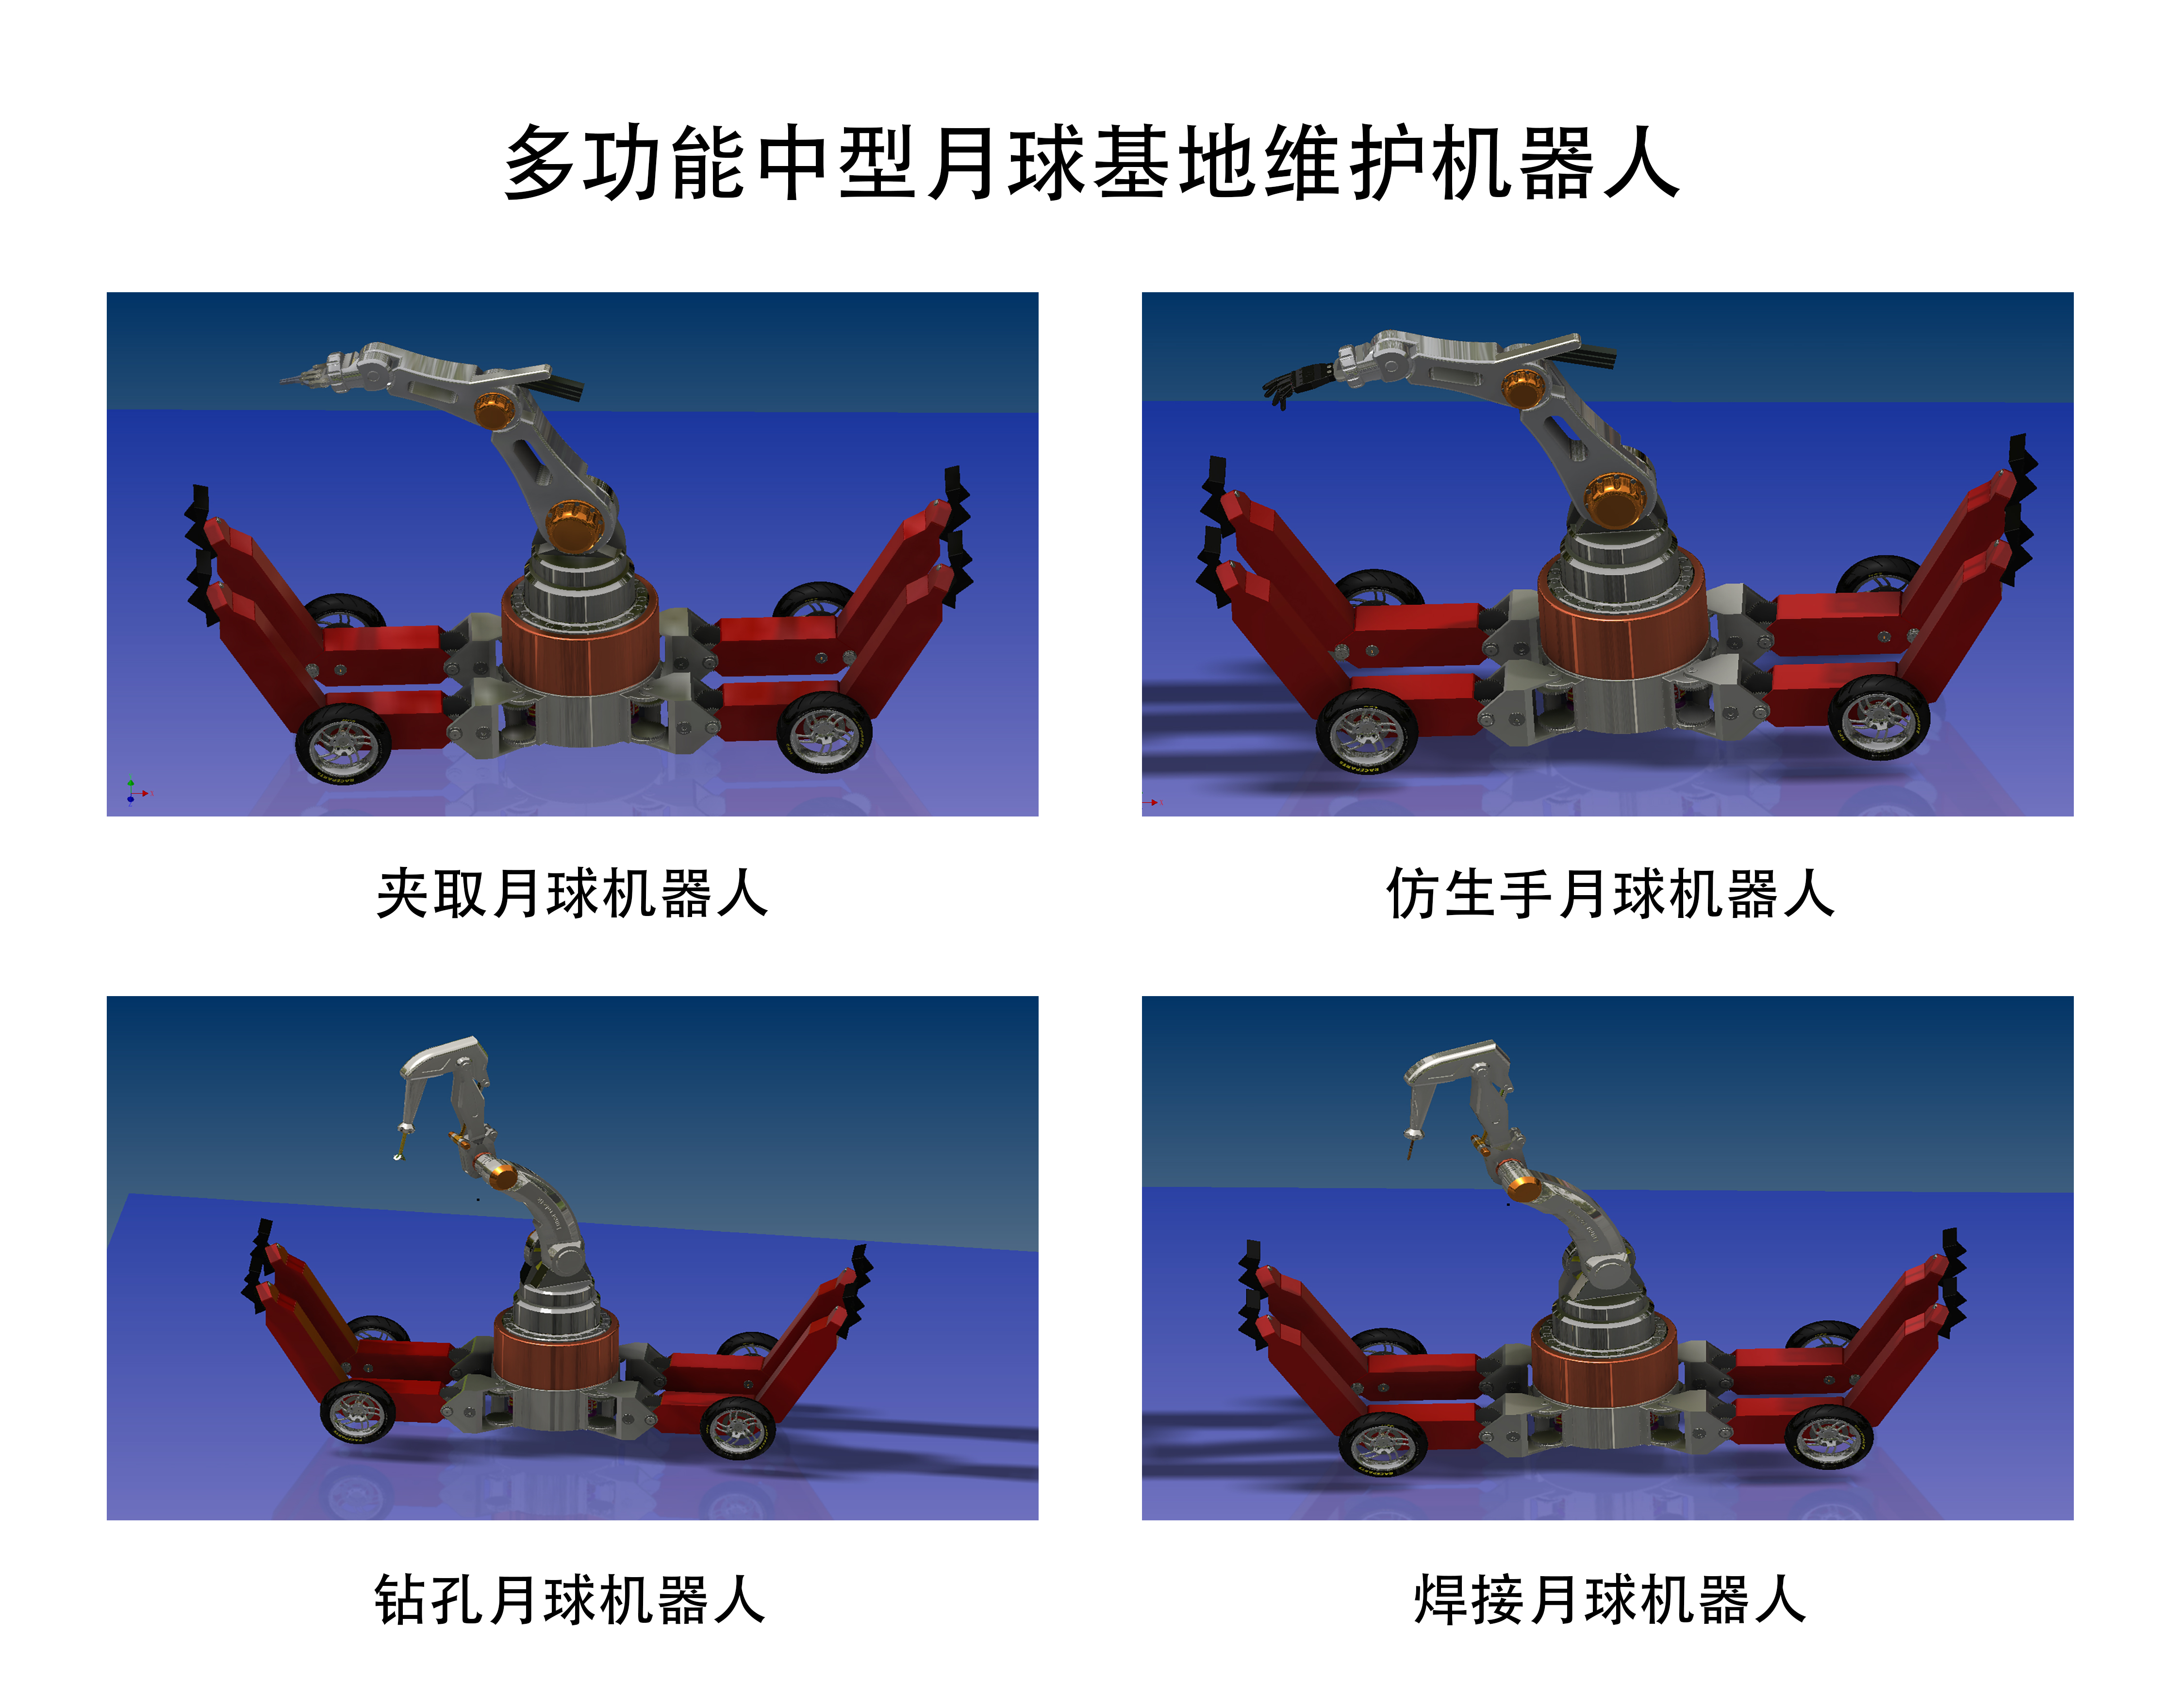 多功能中型月球基地维护机器人
夹取月球机器人
仿生手月球机器人
钻孔月球机器人
焊接月球机器人